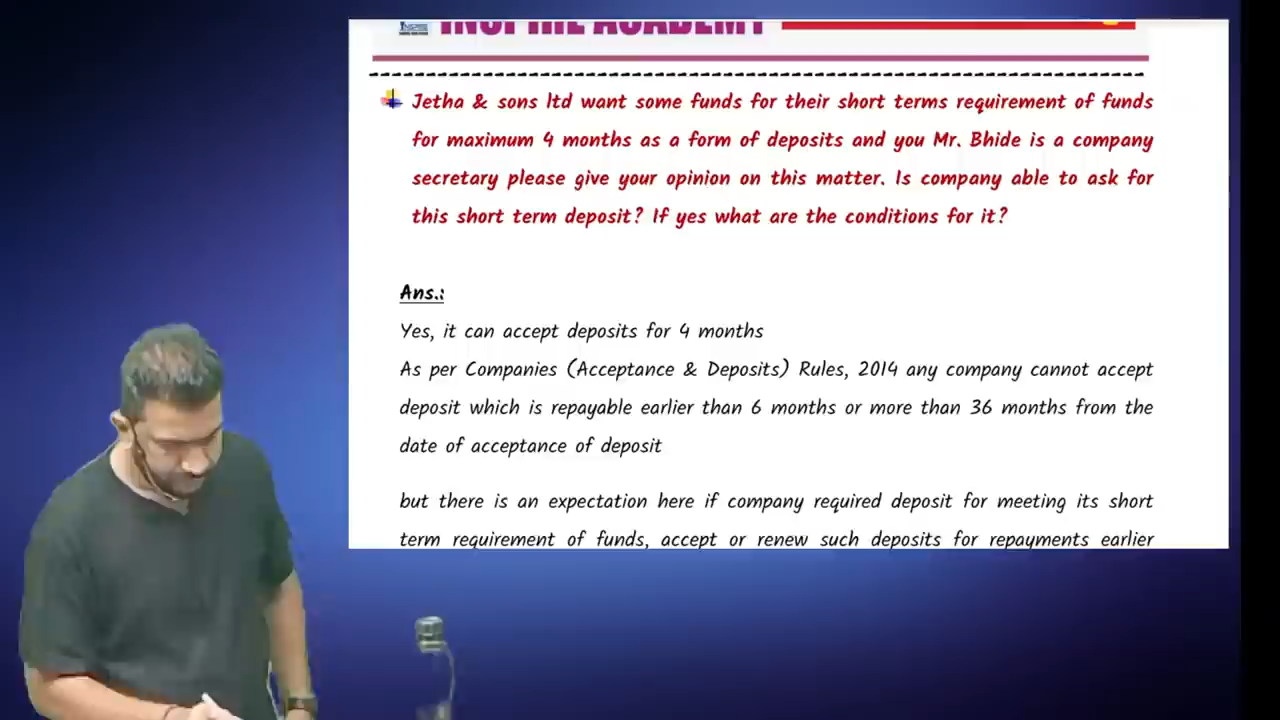 INSPIRE ACADEMY
Jetha & sons ltd want some funds for their short terms requirement of funds
for maximum 4 months as a form of deposits and you Mr. Bhide is a company
secretary please give your opinion on this matter. Is company able to ask for
this short term deposit? If yes what are the conditions for it?
Ans.:
Yes, it can accept deposits for 4 months
As per Companies (Acceptance & Deposits) Rules, 2014 any company cannot accept
deposit which is repayable earlier than 6 months or more than 36 months from the
date of acceptance of deposit
but there is an expectation here if company required deposit for meeting its short
term requirement of funds, accept or renew such deposits for repayments earlier